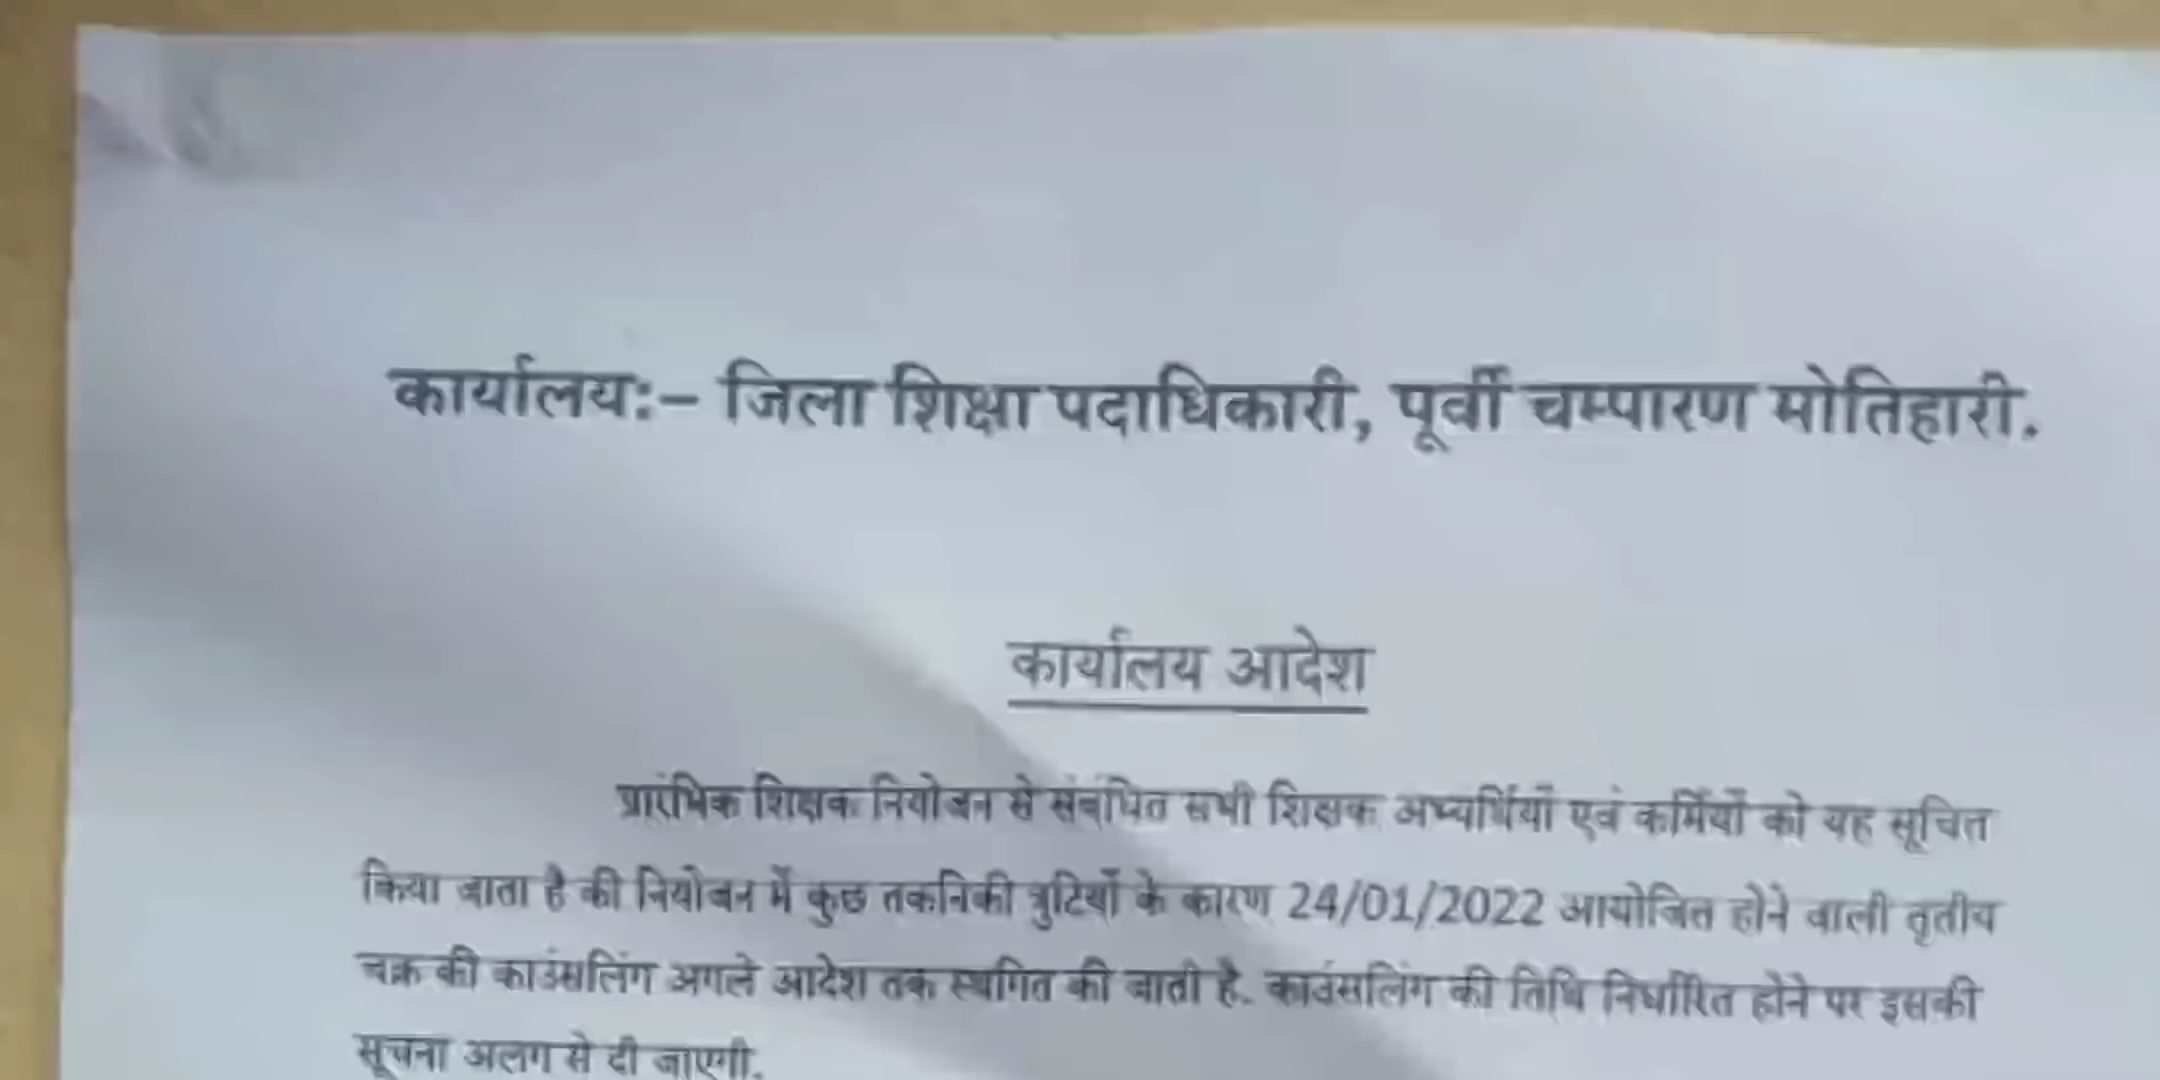 कार्यालय:– जिला शिक्षा पदाधिकारी, पूर्वी चम्पारण मोतिहारी.
कार्यालय आदेश
प्रारंभिक शिक्षक नियोजन से संबंधित सभी शिक्षक अभ्यर्थियों एवं कर्मियों को यह सूचित
किया जाता है की नियोजन में कुछ तकनिकी त्रुटियों के कारण 24/01/2022 आयोजित होने वाली तृतीय
चक्र की काउंसलिंग अगले आदेश तक स्थगित की जाती है. काउंसलिंग की तिथि निर्धारित होने पर इसकी
सूचना अलग से दी जाएगी.